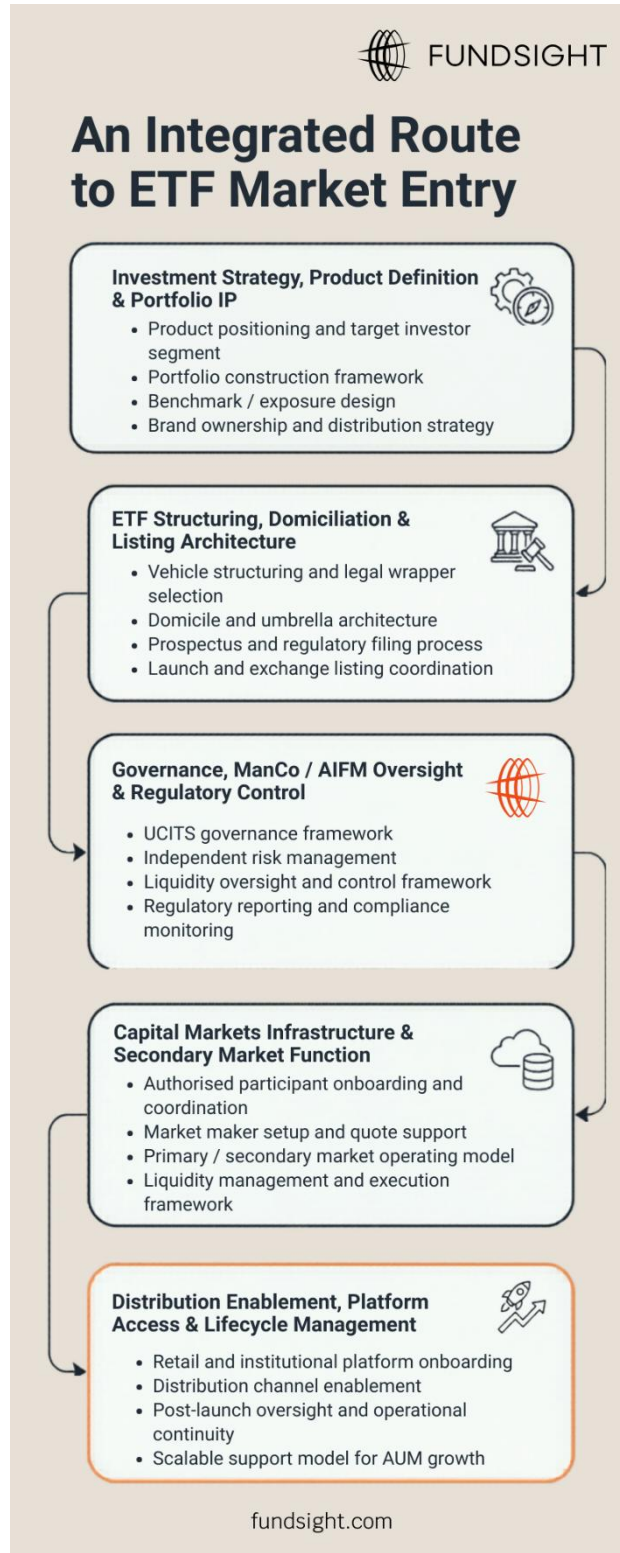 FUNDSIGHT
An Integrated Route
to ETF Market Entry
Investment Strategy, Product Definition
& Portfolio IP
• Product positioning and target investor
segment
• Portfolio construction framework
• Benchmark / exposure design
• Brand ownership and distribution strategy
ETF Structuring, Domiciliation &
Listing Architecture
• Vehicle structuring and legal wrapper
selection
• Domicile and umbrella architecture
• Prospectus and regulatory filing process
• Launch and exchange listing coordination
Governance, ManCo / AIFM Oversight
& Regulatory Control
• UCITS governance framework
• Independent risk management
• Liquidity oversight and control framework
• Regulatory reporting and compliance
monitoring
Capital Markets Infrastructure &
Secondary Market Function
• Authorised participant onboarding and
coordination
• Market maker setup and quote support
• Primary / secondary market operating model
• Liquidity management and execution
framework
Distribution Enablement, Platform
Access & Lifecycle Management
• Retail and institutional platform onboarding
• Distribution channel enablement
• Post-launch oversight and operational
continuity
• Scalable support model for AUM growth
fundsight.com